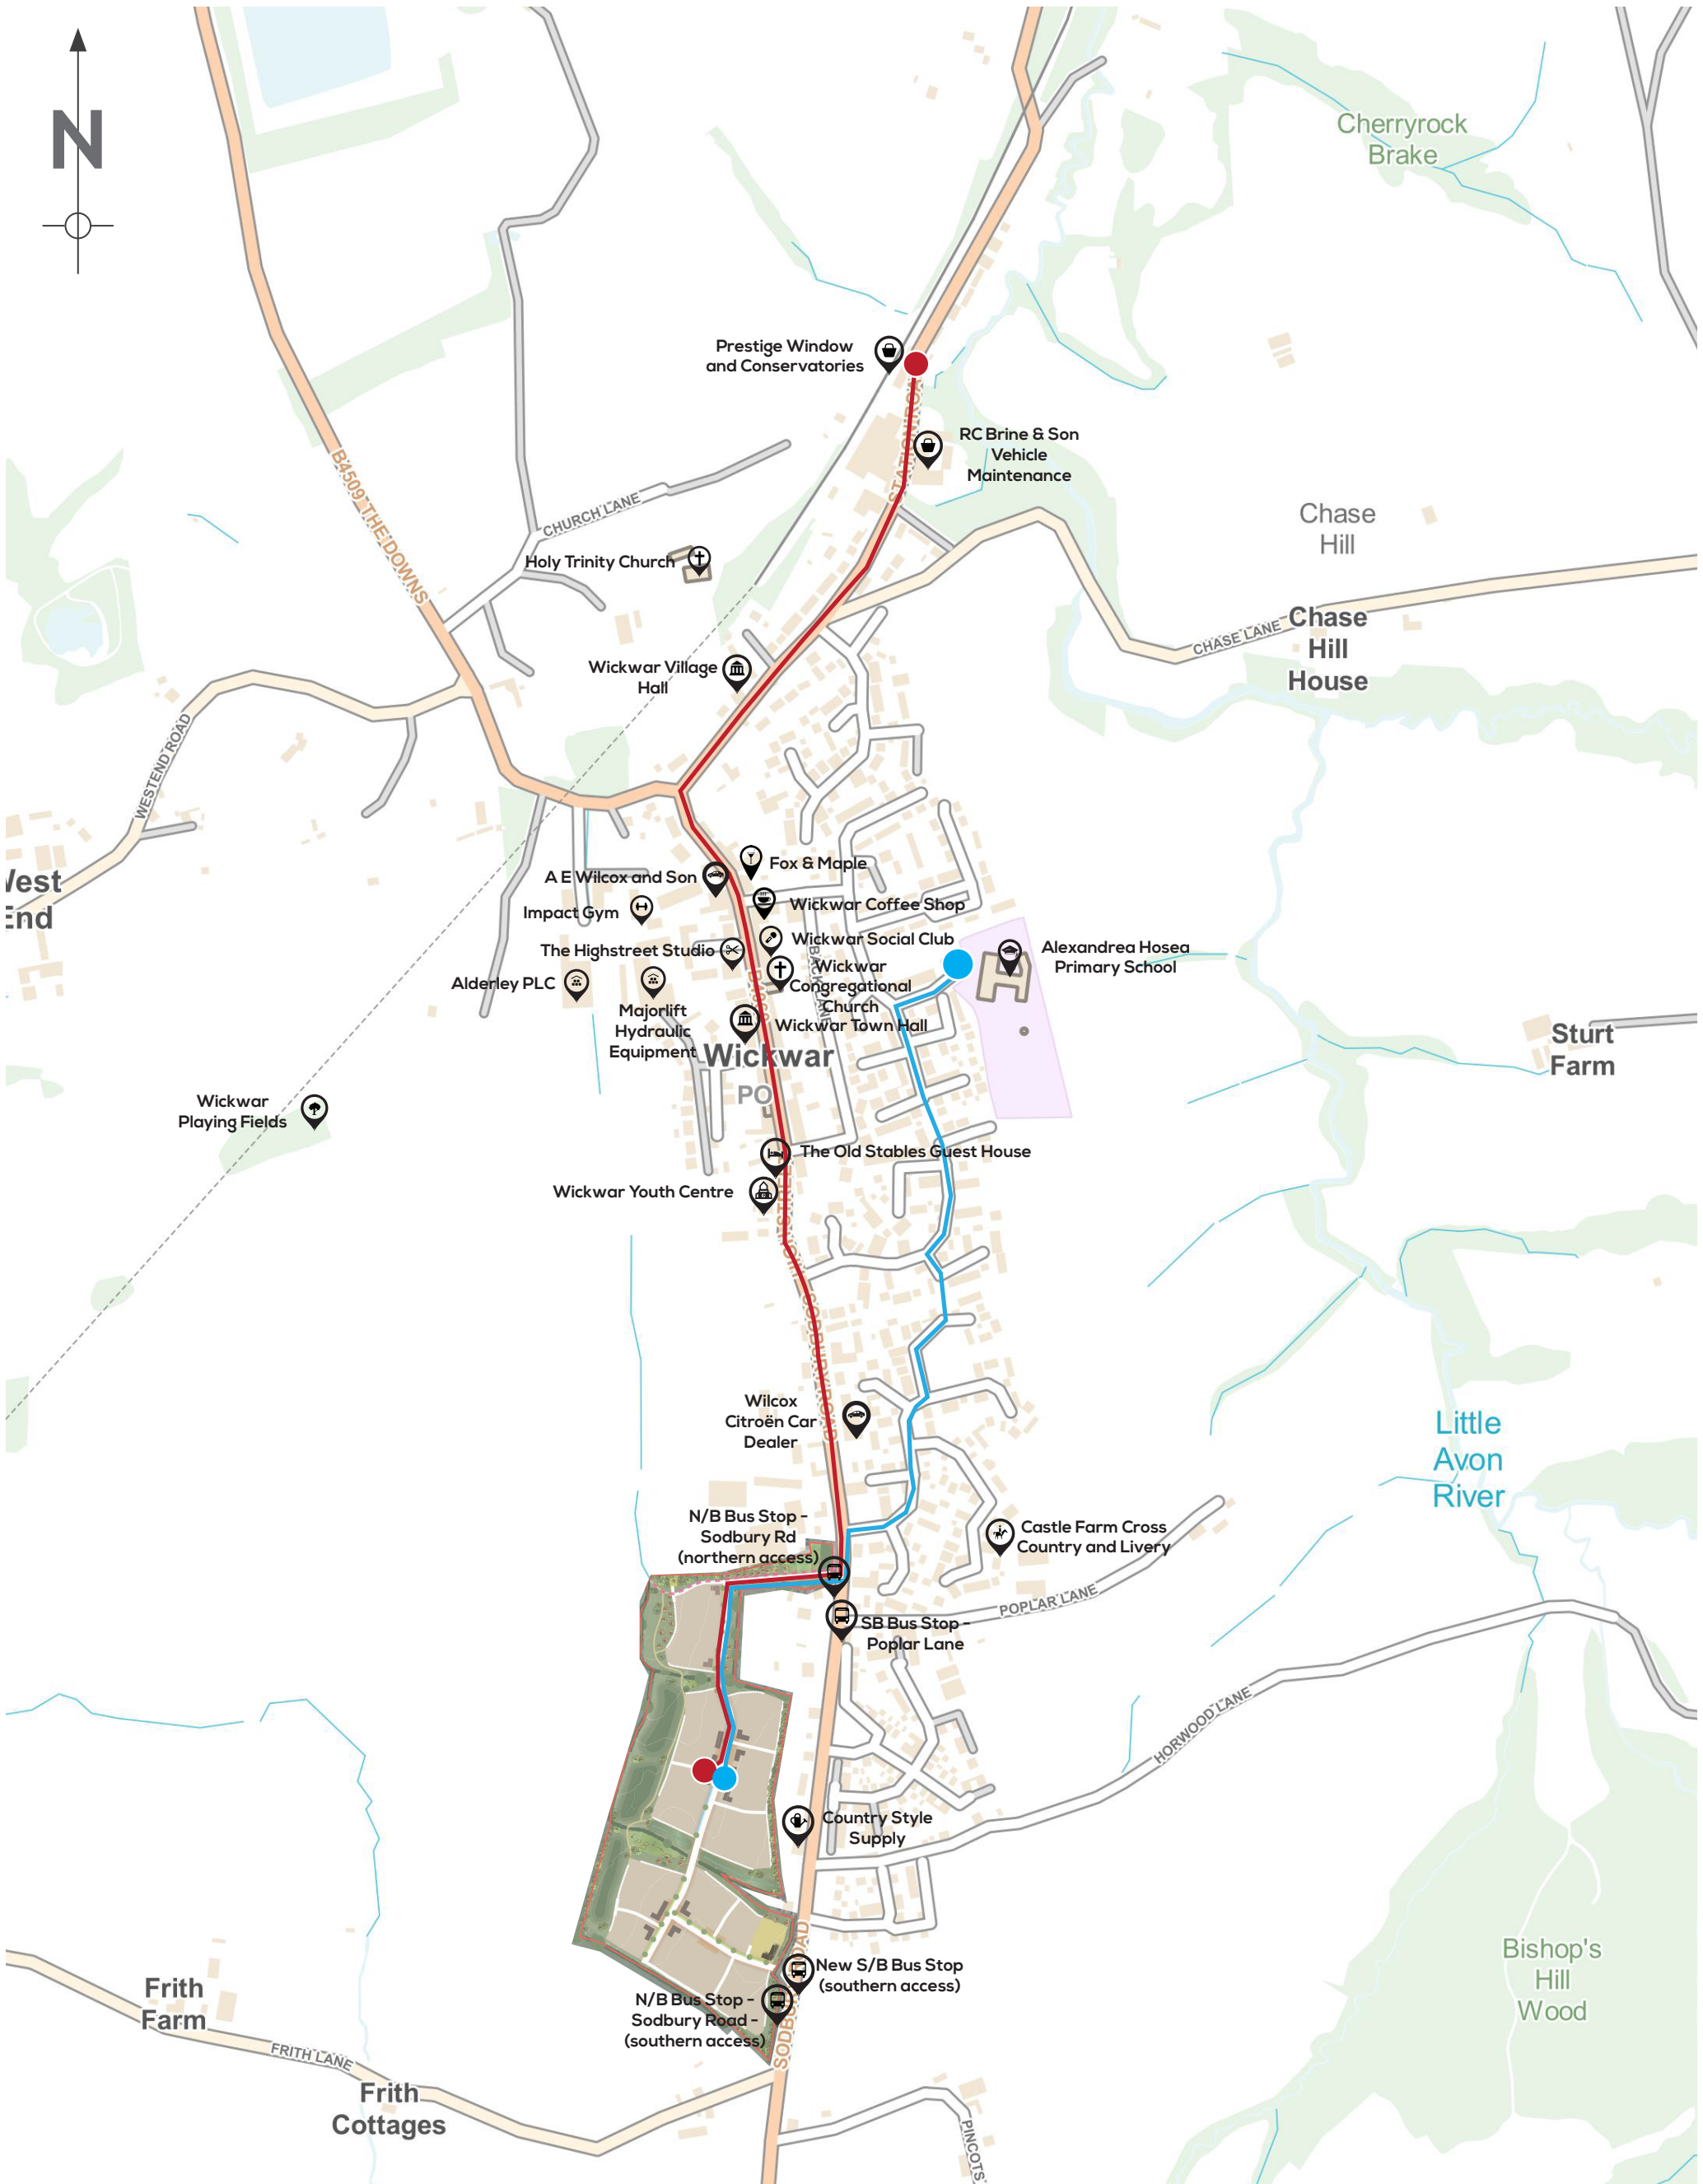 N
Cherryrock
Brake
Prestige Window
and Conservatories
STATION ROAD
RC Brine & Son
Vehicle
Maintenance
B4509 THE DOWNS
CHURCH LANE
Chase
Hill
Holy Trinity Church
Chase
Hill
House
CHASE LANE
Wickwar Village
Hall
WESTEND ROAD
Fox & Maple
A E Wilcox and Son
West
End
Impact Gym
Wickwar Coffee Shop
The Highstreet Studio
Wickwar Social Club
BACK LANE
Alexandrea Hosea
Primary School
Alderley PLC
Wickwar
Congregational
Church
Majorlift
Hydraulic
Equipment
Wickwar Town Hall
B4060
Wickwar
PO
Sturt
Farm
Wickwar
Playing Fields
The Old Stables Guest House
Wickwar Youth Centre
SODBURY ROAD
Wilcox
Citroën Car
Dealer
Little
Avon
River
N/B Bus Stop -
Sodbury Rd
(northern access)
Castle Farm Cross
Country and Livery
POPLAR LANE
SB Bus Stop -
Poplar Lane
HORWOOD LANE
Country Style
Supply
SODBURY ROAD
New S/B Bus Stop
(southern access)
N/B Bus Stop -
Sodbury Road -
(southern access)
Bishop's
Hill
Wood
Frith
Farm
FRITH LANE
Frith
Cottages
PINCOTS